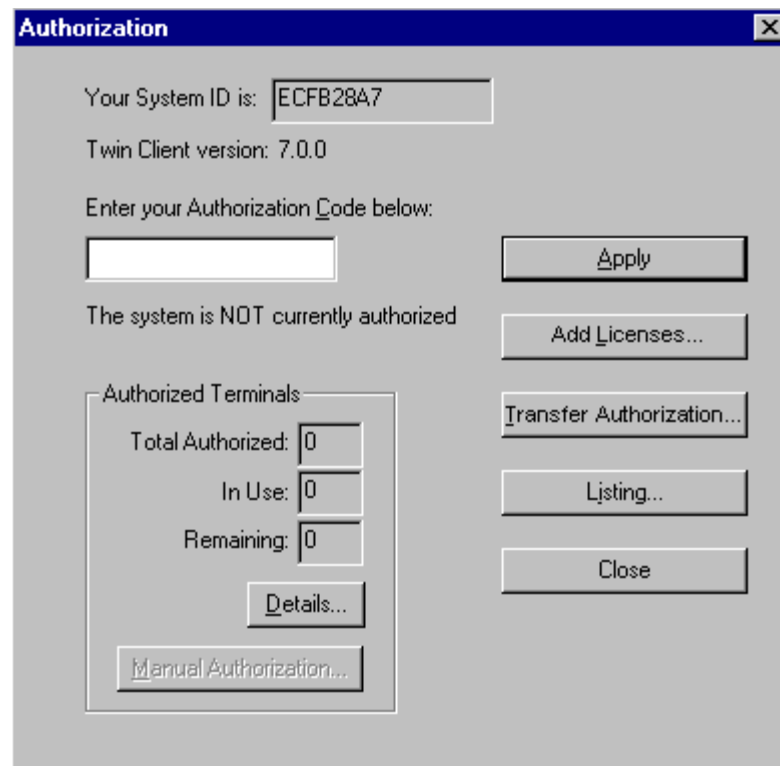 Authorization
Your System ID is: ECFB28A7
Twin Client version: 7.0.0
Enter your Authorization Code below:
Apply
The system is NOT currently authorized
Add Licenses...
Authorized Terminals
Transfer Authorization...
Total Authorized: 0
In Use: 0
Listing...
Remaining: 0
Close
Details...
Manual Authorization...